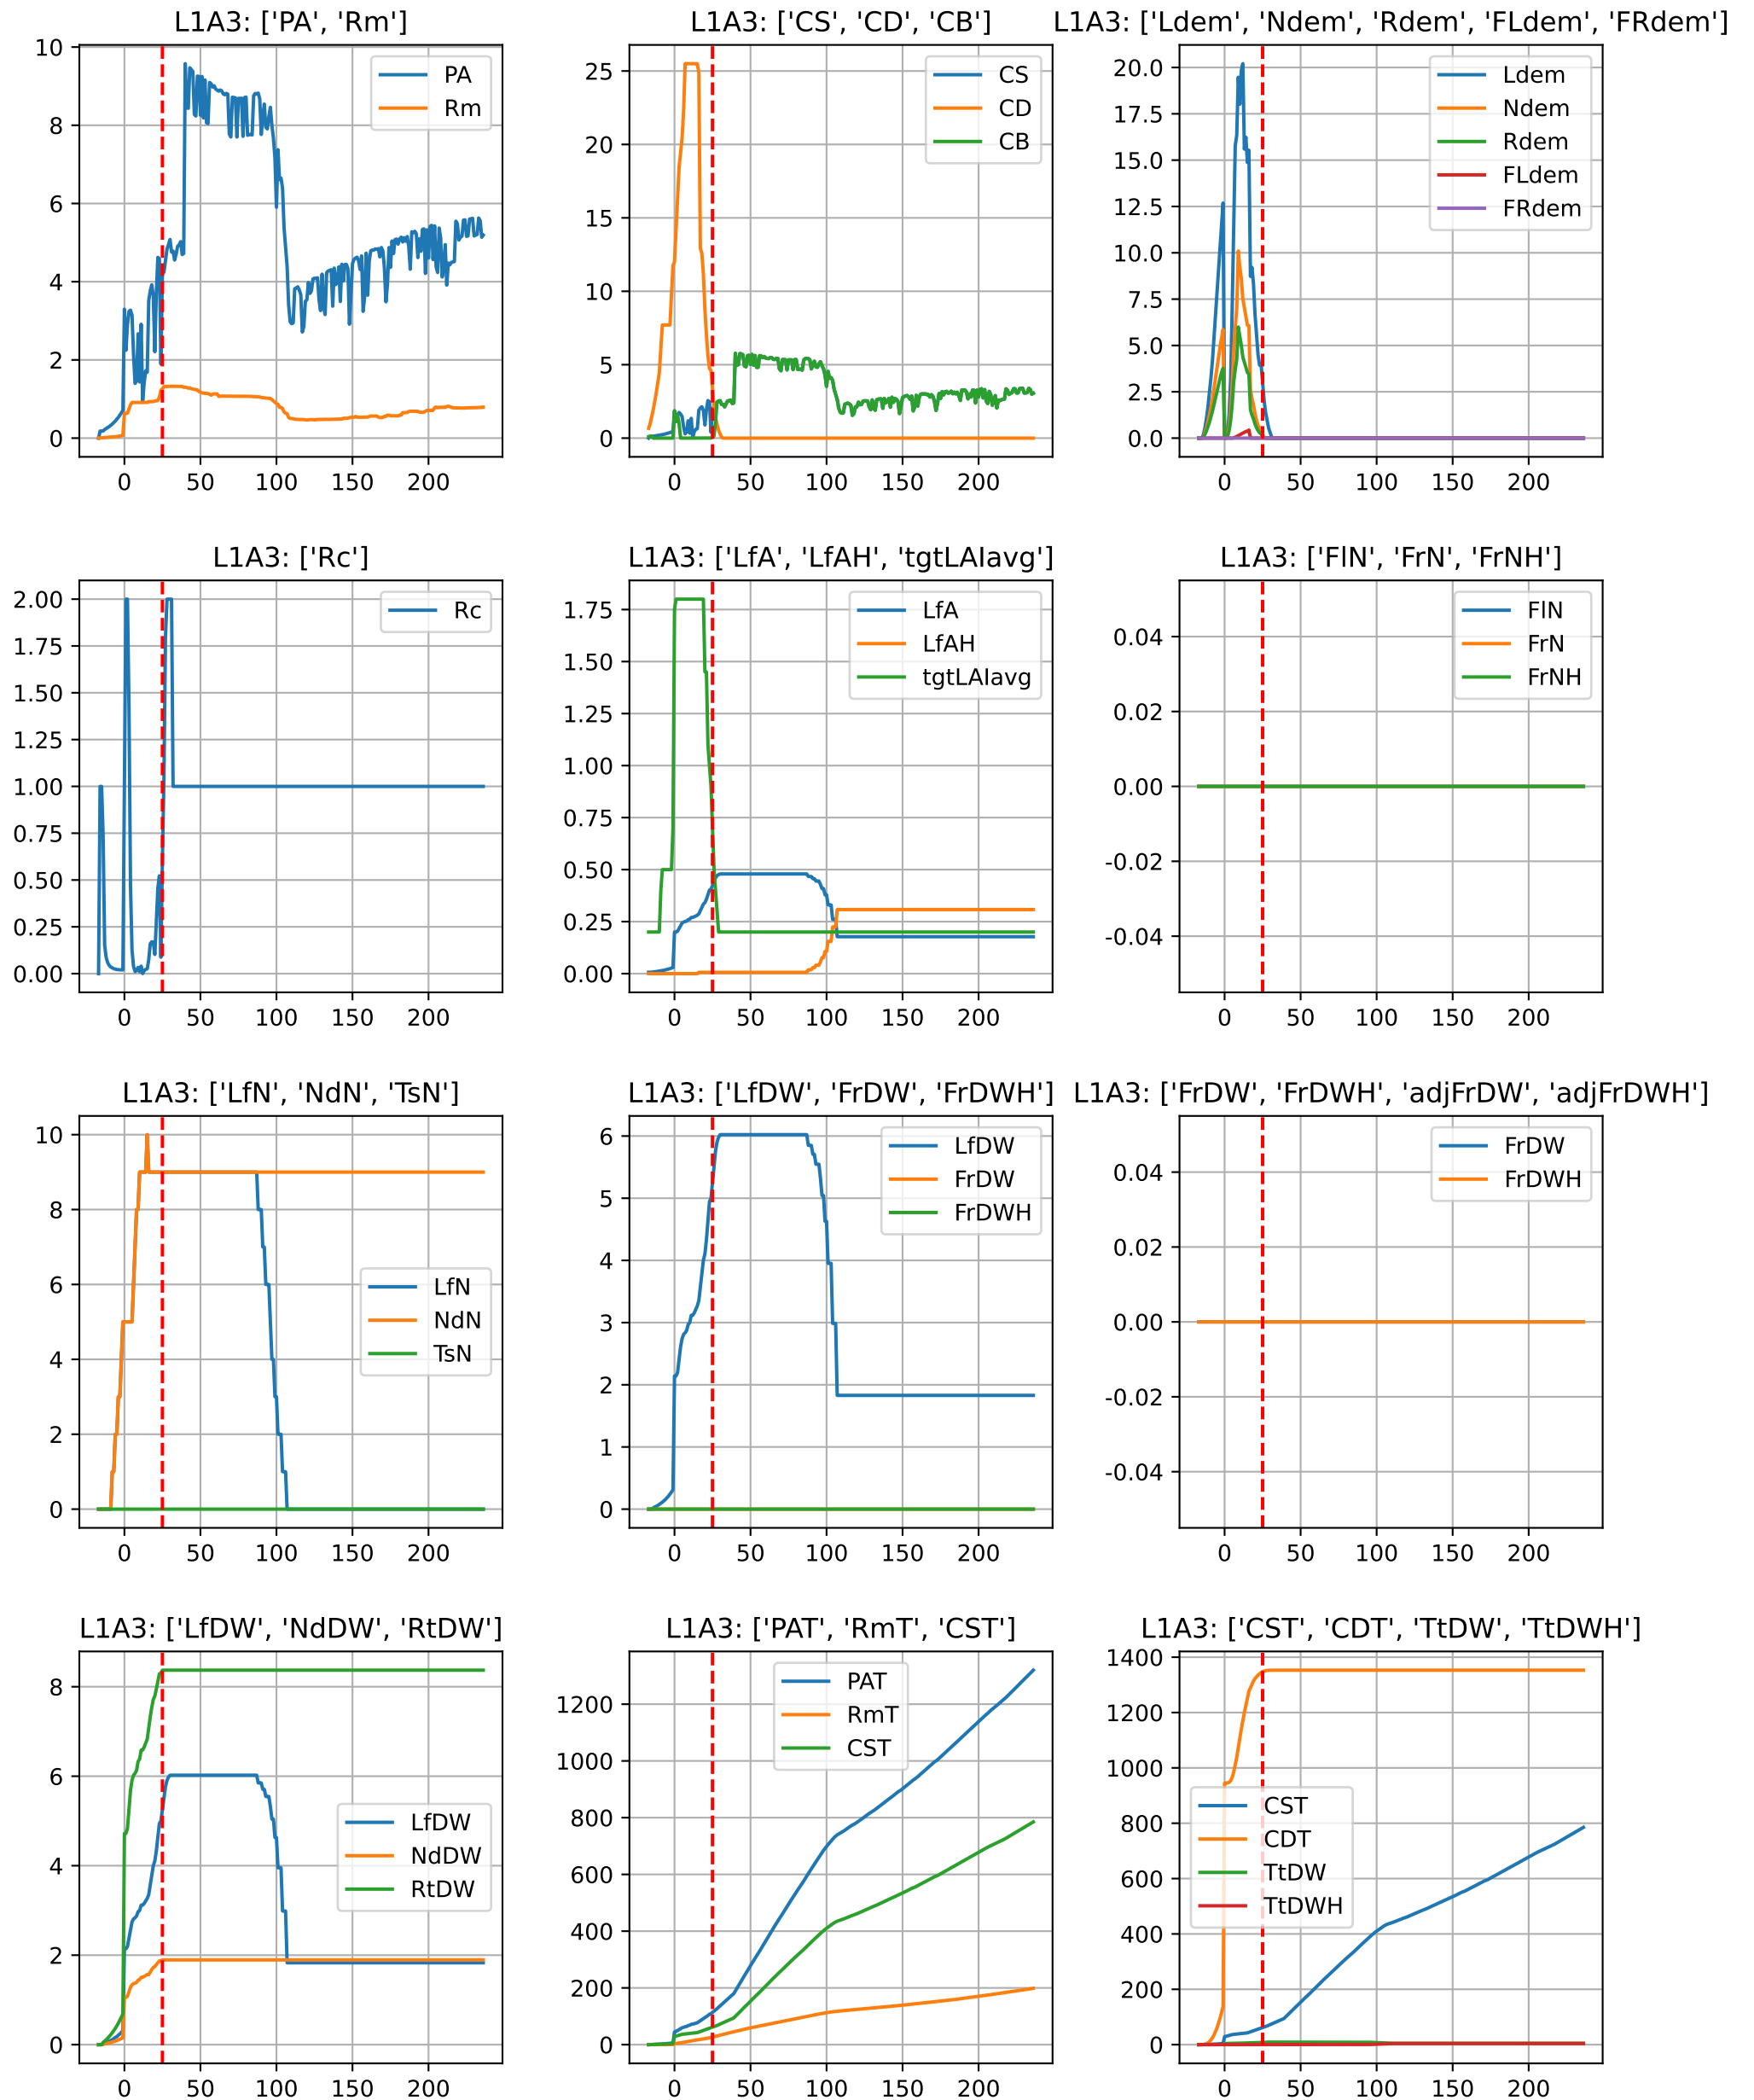 L1A3: ['PA', 'Rm']
10
8
6
4
2
0
0 50 100 150 200
PA
Rm
L1A3: ['CS', 'CD', 'CB']
25
20
15
10
5
0
0 50 100 150 200
CS
CD
CB
L1A3: ['Ldem', 'Ndem', 'Rdem', 'FLdem', 'FRdem']
20.0
17.5
15.0
12.5
10.0
7.5
5.0
2.5
0.0
0 50 100 150 200
Ldem
Ndem
Rdem
FLdem
FRdem
L1A3: ['Rc']
2.00
1.75
1.50
1.25
1.00
0.75
0.50
0.25
0.00
0 50 100 150 200
Rc
L1A3: ['LfA', 'LfAH', 'tgtLAIavg']
1.75
1.50
1.25
1.00
0.75
0.50
0.25
0.00
0 50 100 150 200
LfA
LfAH
tgtLAIavg
L1A3: ['FlN', 'FrN', 'FrNH']
0.04
0.02
0.00
-0.02
-0.04
0 50 100 150 200
FlN
FrN
FrNH
L1A3: ['LfN', 'NdN', 'TsN']
10
8
6
4
2
0
0 50 100 150 200
LfN
NdN
TsN
L1A3: ['LfDW', 'FrDW', 'FrDWH']
6
5
4
3
2
1
0
0 50 100 150 200
LfDW
FrDW
FrDWH
L1A3: ['FrDW', 'FrDWH', 'adjFrDW', 'adjFrDWH']
0.04
0.02
0.00
-0.02
-0.04
0 50 100 150 200
FrDW
FrDWH
L1A3: ['LfDW', 'NdDW', 'RtDW']
8
6
4
2
0
0 50 100 150 200
LfDW
NdDW
RtDW
L1A3: ['PAT', 'RmT', 'CST']
1200
1000
800
600
400
200
0
0 50 100 150 200
PAT
RmT
CST
L1A3: ['CST', 'CDT', 'TtDW', 'TtDWH']
1400
1200
1000
800
600
400
200
0
0 50 100 150 200
CST
CDT
TtDW
TtDWH